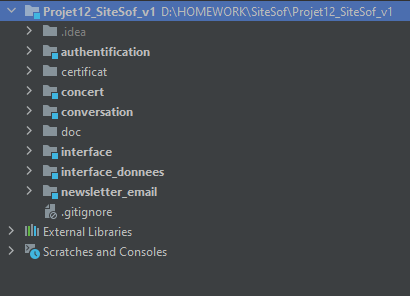 Projet12_SiteSof_v1 D:\HOMEWORK\SiteSof\Projet12_SiteSof_v1
.idea
authentification
certificat
concert
conversation
doc
interface
interface_donnees
newsletter_email
.gitignore
External Libraries
Scratches and Consoles